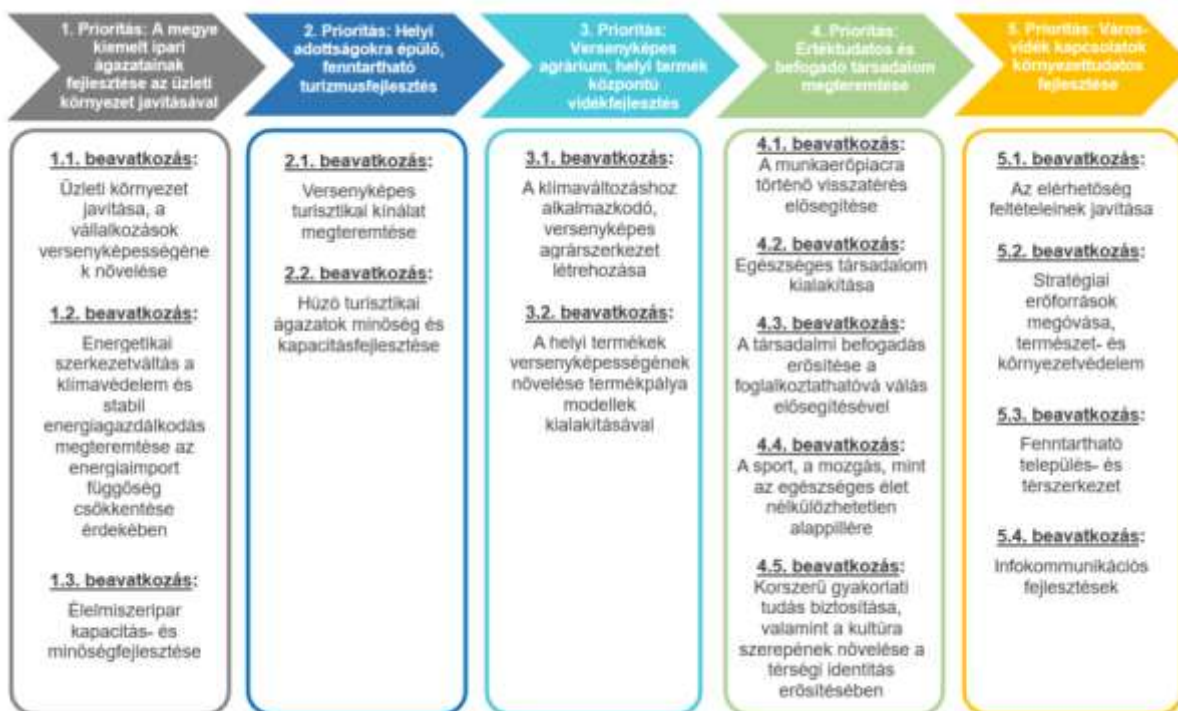 1. Prioritás: A megye
kiemelt ipari
ágazatainak
fejlesztése az üzleti
környezet javításával
1.1. beavatkozás:
Üzleti környezet
javítása, a
vállalkozások
versenyképességéne
k növelése
1.2. beavatkozás:
Energetikai
szerkezetváltás a
klímavédelem és
stabil
energiagazdálkodás
megteremtése az
energiaimport
függőség
csökkentése
érdekében
1.3. beavatkozás:
Élelmiszeripar
kapacitás- és
minőségfejlesztése
2. Prioritás: Helyi
adottságokra épülő,
fenntartható
turizmusfejlesztés
2.1. beavatkozás:
Versenyképes
turisztikai kínálat
megteremtése
2.2. beavatkozás:
Húzó turisztikai
ágazatok minőség és
kapacitásfejlesztése
3. Prioritás:
Versenyképes
agrárium, helyi termék
központú
vidékfejlesztés
3.1. beavatkozás:
A klímaváltozáshoz
alkalmazkodó,
versenyképes
agrárszerkezet
létrehozása
3.2. beavatkozás:
A helyi termékek
versenyképességének
növelése termékpálya
modellek
kialakításával
4. Prioritás:
Értéktudatos és
befogadó társadalom
megteremtése
4.1. beavatkozás:
A munkaerőpiacra
történő visszatérés
elősegítése
4.2. beavatkozás:
Egészséges társadalom
kialakítása
4.3. beavatkozás:
A társadalmi befogadás
erősítése a
foglalkoztathatóvá válás
elősegítésével
4.4. beavatkozás:
A sport, a mozgás, mint
az egészséges élet
nélkülözhetetlen
alappillére
4.5. beavatkozás:
Korszerű gyakorlati
tudás biztosítása,
valamint a kultúra
szerepének növelése a
térségi identitás
erősítésében
5. Prioritás: Város-
vidék kapcsolatok
környezettudatos
fejlesztése
5.1. beavatkozás:
Az elérhetőség
feltételeinek javítása
5.2. beavatkozás:
Stratégiai
erőforrások
megóvása,
természet- és
környezetvédelem
5.3. beavatkozás:
Fenntartható
település- és
térszerkezet
5.4. beavatkozás:
Infokommunikációs
fejlesztések